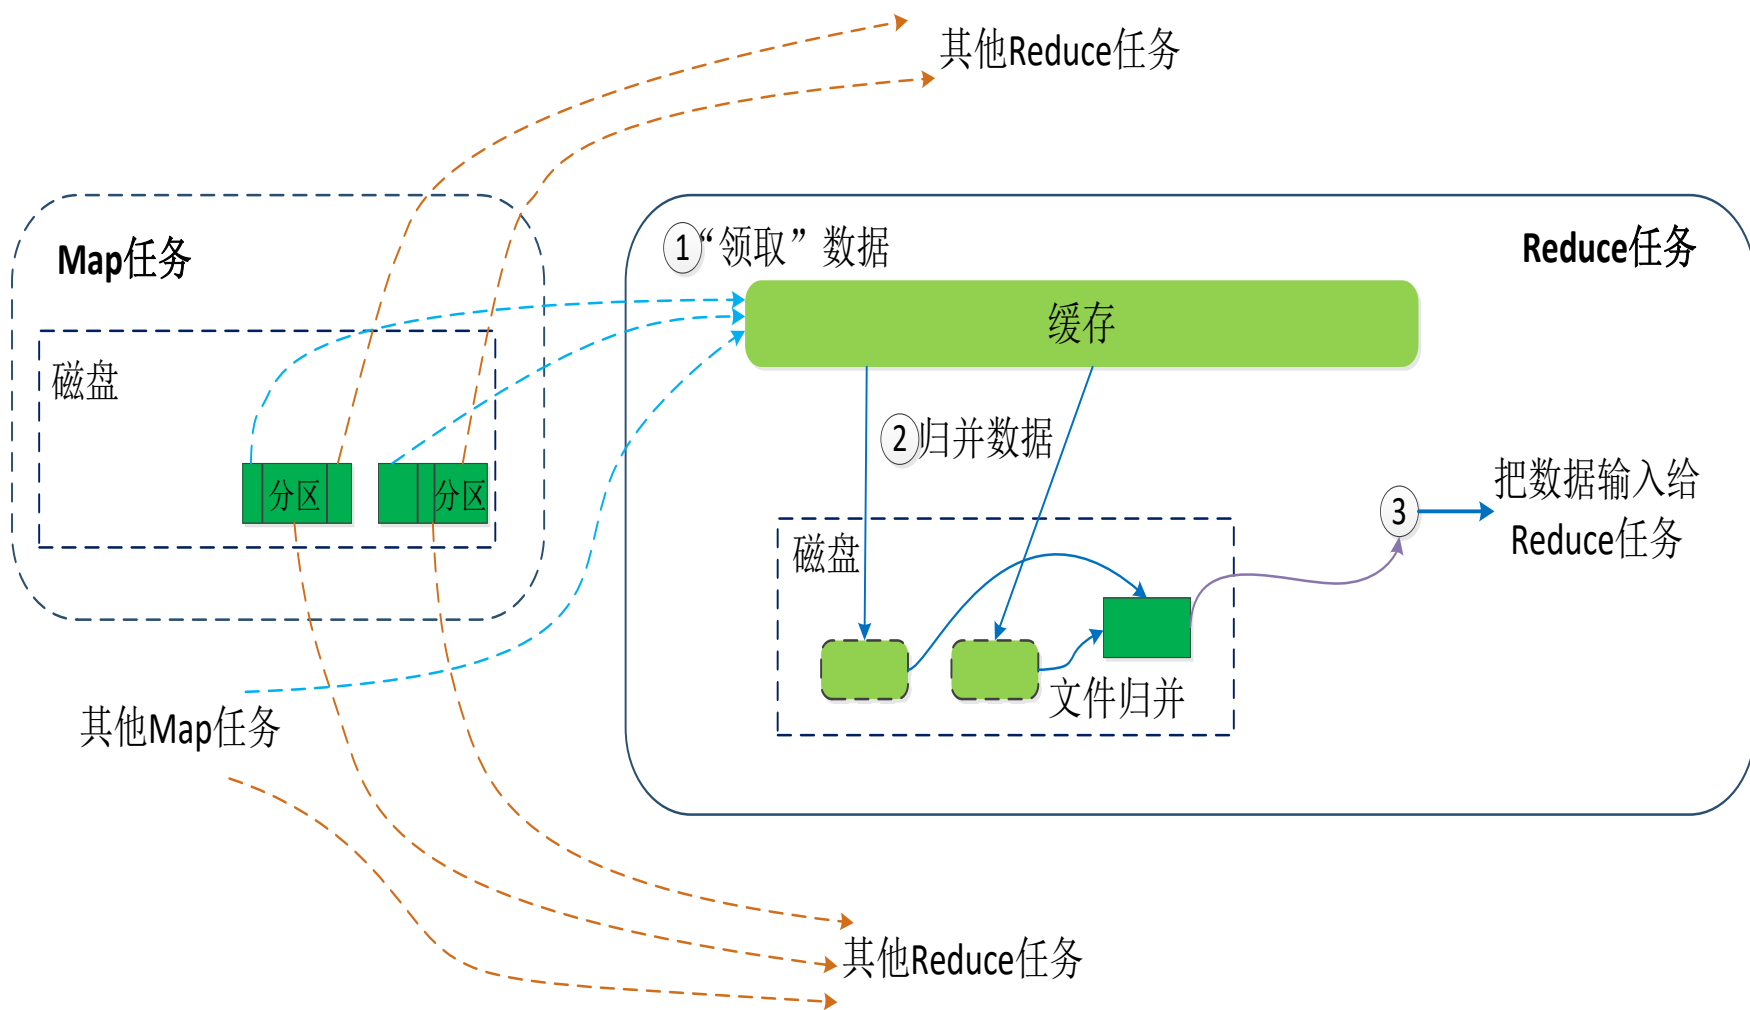 其他Reduce任务
Map任务
1 “领取”数据
Reduce任务
缓存
磁盘
2 归并数据
分区
分区
3
把数据输入给
Reduce任务
磁盘
文件归并
其他Map任务
其他Reduce任务